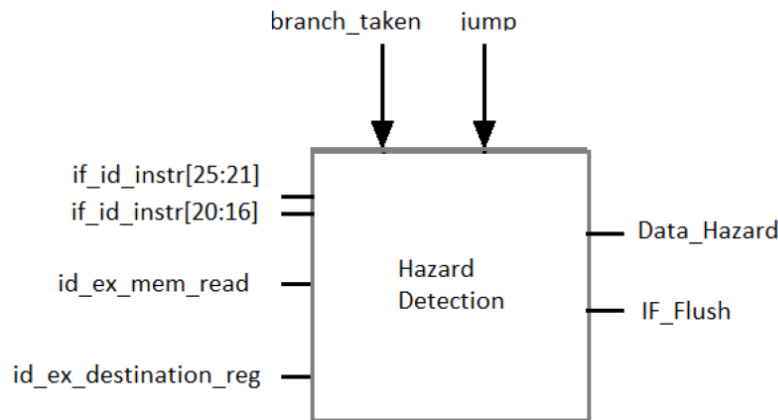 branch_taken jump
if_id_instr[25:21]
if_id_instr[20:16]
Data_Hazard
id_ex_mem_read
Hazard
Detection
IF_Flush
id_ex_destination_reg